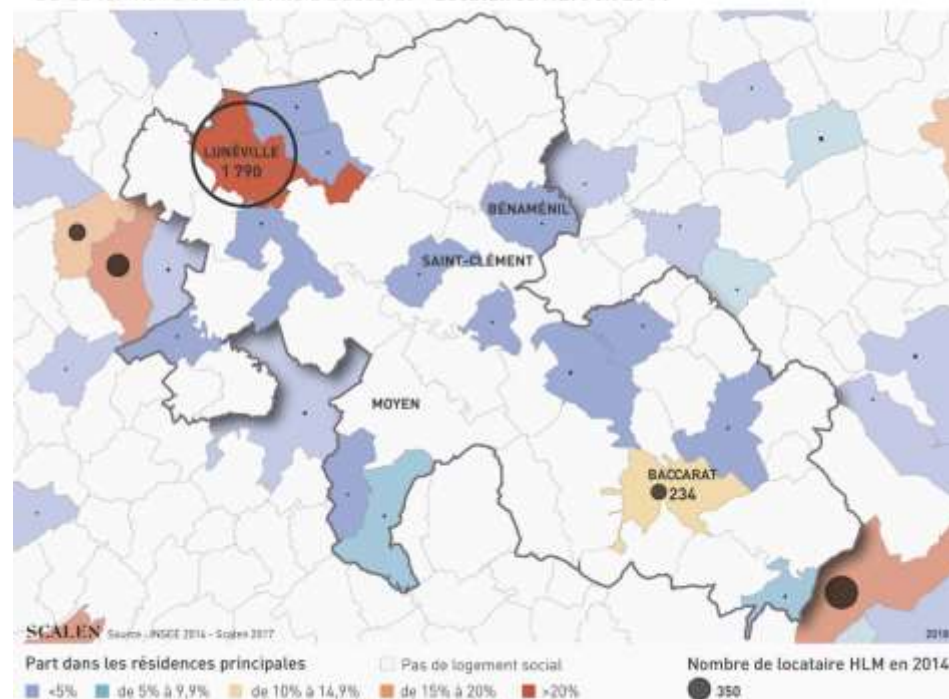 LUNÉVILLE
1 790
BÉNAMÉNIL
SAINT-CLÉMENT
MOYEN
BACCARAT
234
SCALEN Source : INSEE 2014 - Scalen 2017
2018
Part dans les résidences principales
Pas de logement social
Nombre de locataire HLM en 2014
<5%
de 5% à 9,9%
de 10% à 14,9%
de 15% à 20%
>20%
350